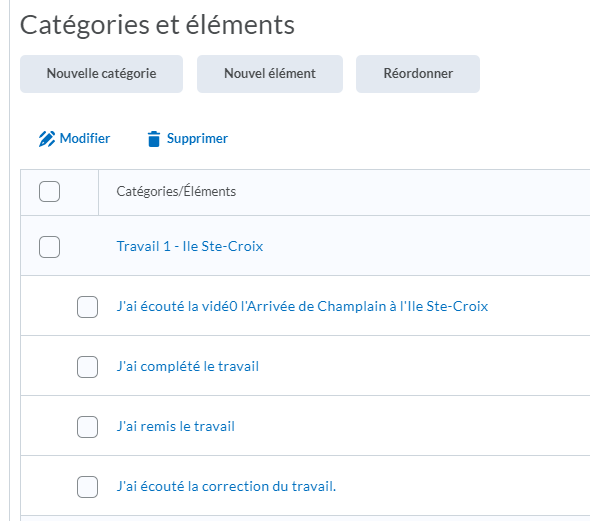 Catégories et éléments
Nouvelle catégorie
Nouvel élément
Réordonner
Modifier
Supprimer
Catégories/Éléments
Travail 1 - Ile Ste-Croix
J'ai écouté la vidé0 l'Arrivée de Champlain à l'Ile Ste-Croix
J'ai complété le travail
J'ai remis le travail
J'ai écouté la correction du travail.